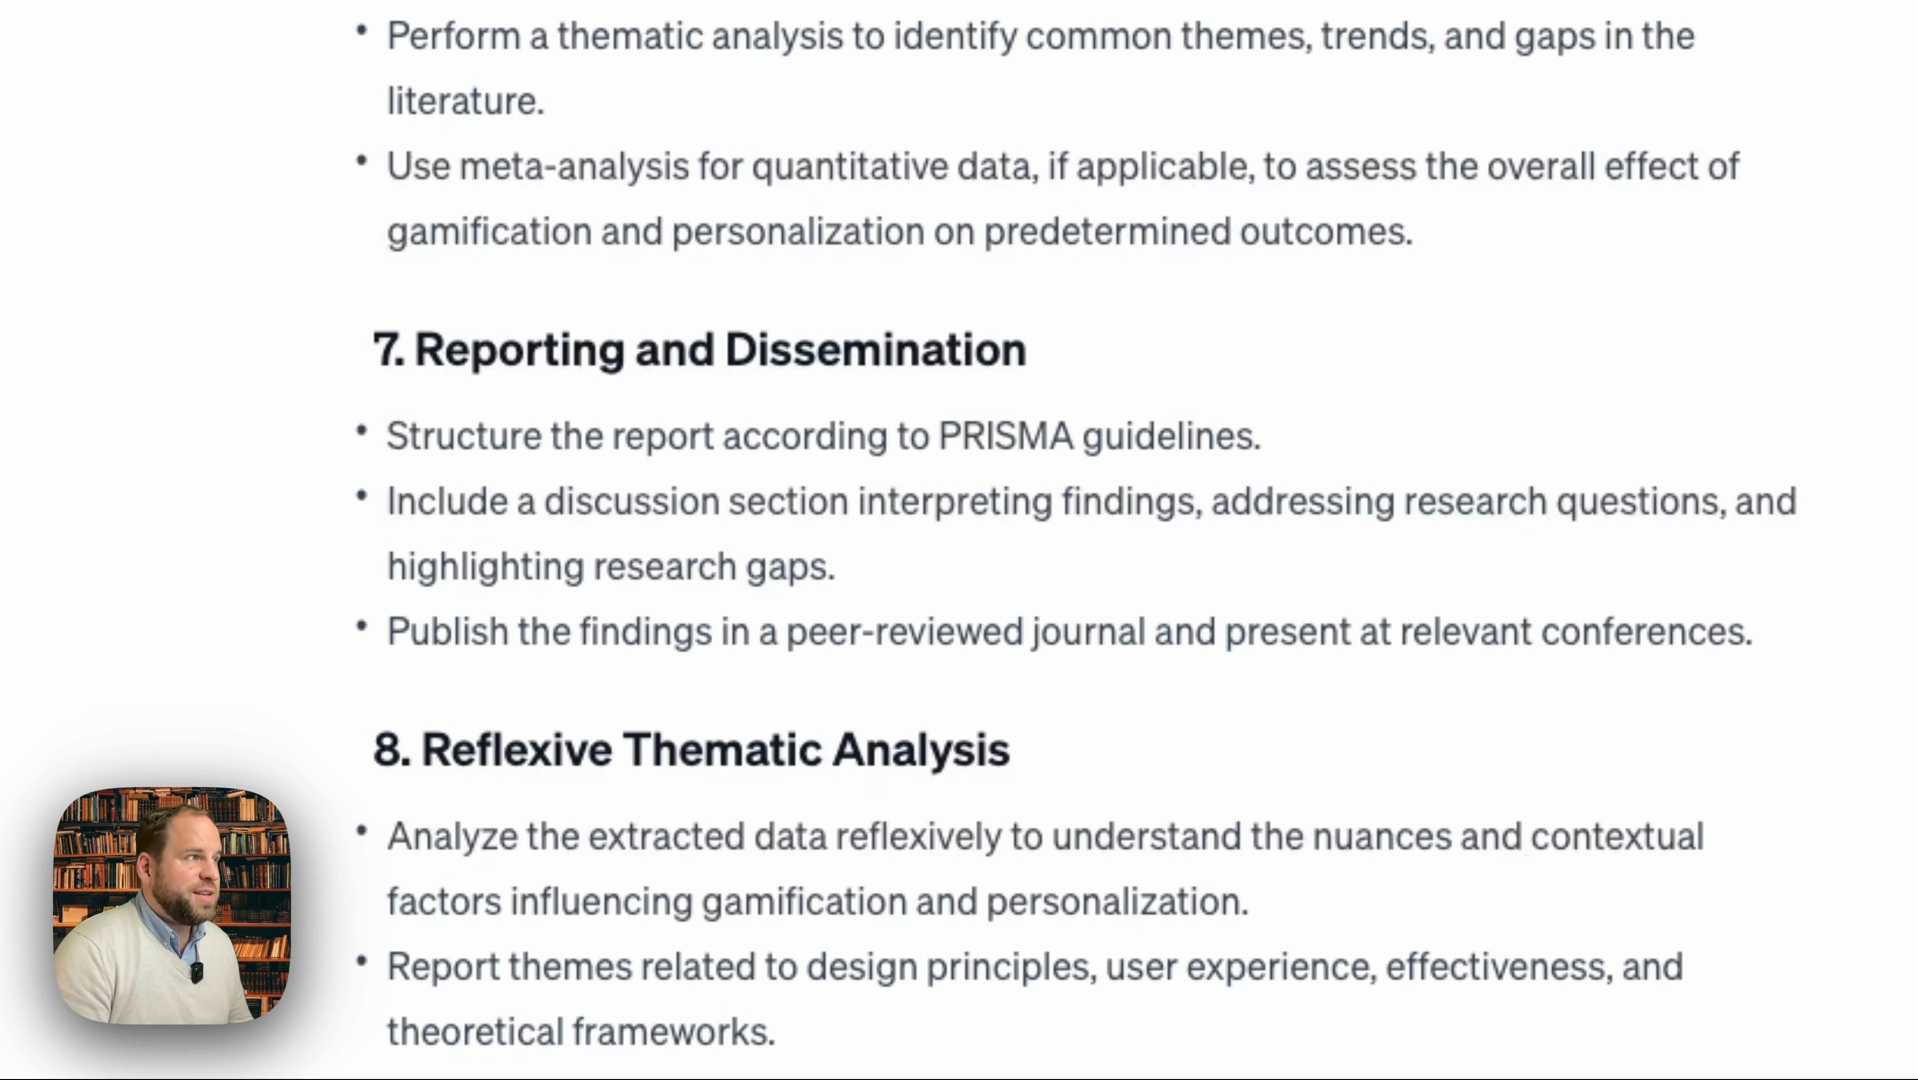 • Perform a thematic analysis to identify common themes, trends, and gaps in the
literature.
• Use meta-analysis for quantitative data, if applicable, to assess the overall effect of
gamification and personalization on predetermined outcomes.
7. Reporting and Dissemination
• Structure the report according to PRISMA guidelines.
• Include a discussion section interpreting findings, addressing research questions, and
highlighting research gaps.
• Publish the findings in a peer-reviewed journal and present at relevant conferences.
8. Reflexive Thematic Analysis
• Analyze the extracted data reflexively to understand the nuances and contextual
factors influencing gamification and personalization.
• Report themes related to design principles, user experience, effectiveness, and
theoretical frameworks.